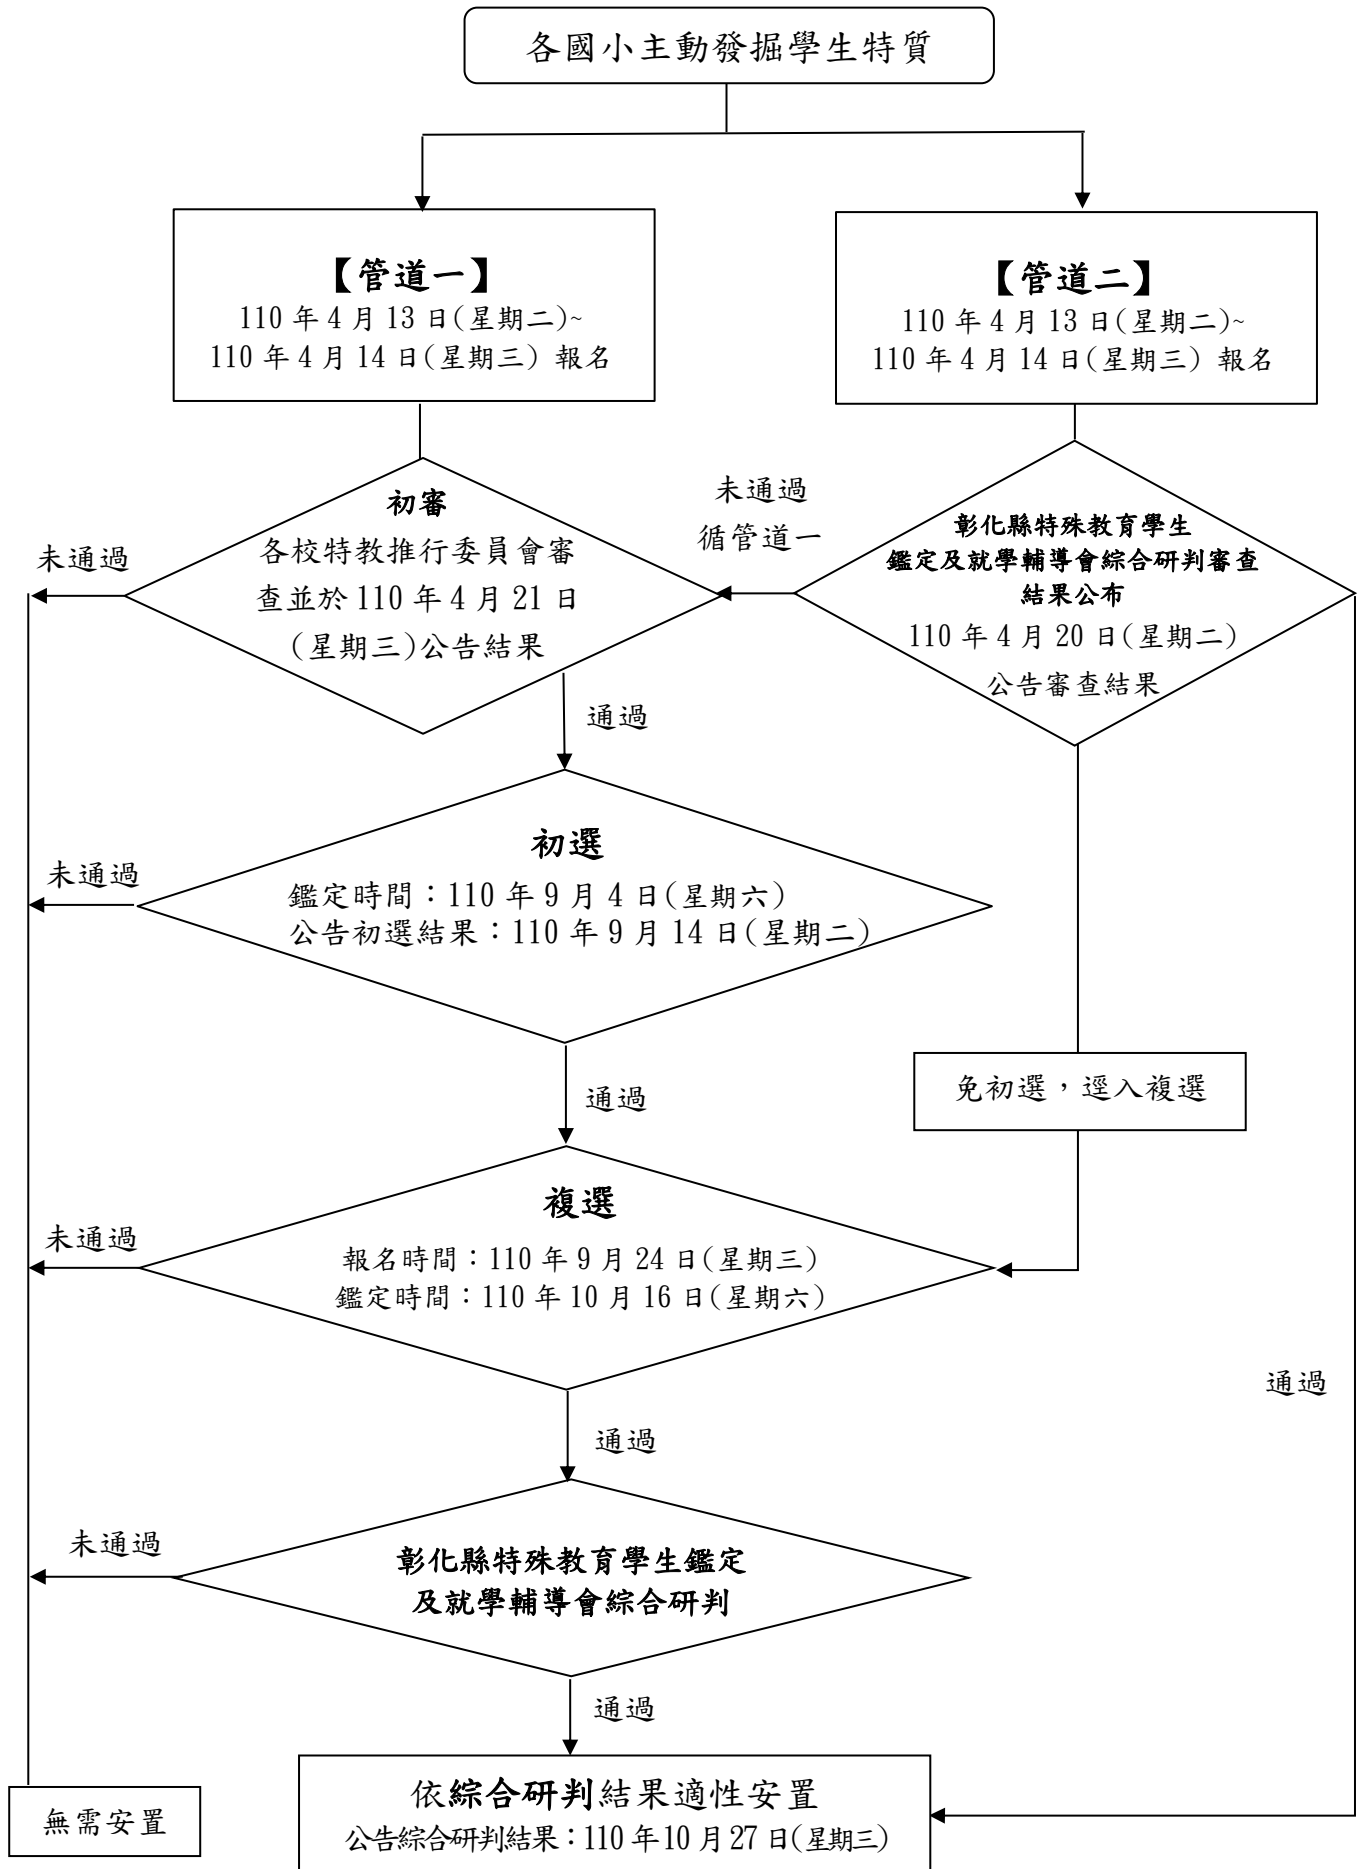 各國小主動發掘學生特質
【管道一】
110 年 4 月 13 日(星期二)~
110 年 4 月 14 日(星期三) 報名
【管道二】
110 年 4 月 13 日(星期二)~
110 年 4 月 14 日(星期三) 報名
初審
各校特教推行委員會審
查並於 110 年 4 月 21 日
(星期三)公告結果
未通過
未通過
循管道一
彰化縣特殊教育學生
鑑定及就學輔導會綜合研判審查
結果公布
110 年 4 月 20 日(星期二)
公告審查結果
通過
初選
鑑定時間：110 年 9 月 4 日(星期六)
公告初選結果：110 年 9 月 14 日(星期二)
未通過
通過
免初選，逕入複選
複選
報名時間：110 年 9 月 24 日(星期三)
鑑定時間：110 年 10 月 16 日(星期六)
未通過
通過
通過
彰化縣特殊教育學生鑑定
及就學輔導會綜合研判
未通過
通過
無需安置
依綜合研判結果適性安置
公告綜合研判結果：110 年 10 月 27 日(星期三)